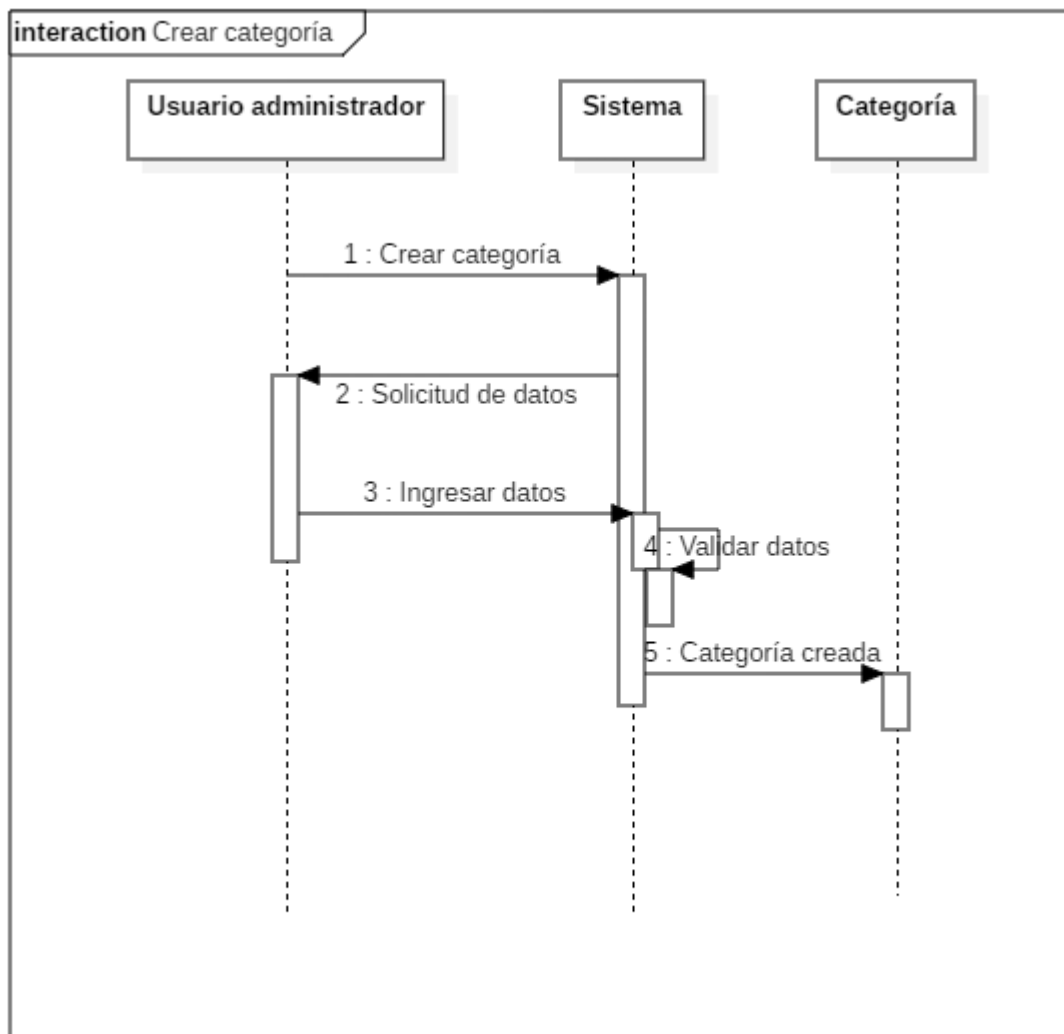 interaction Crear categoría
Usuario administrador
Sistema
Categoría
1 : Crear categoría
2 : Solicitud de datos
3 : Ingresar datos
4 : Validar datos
5 : Categoría creada